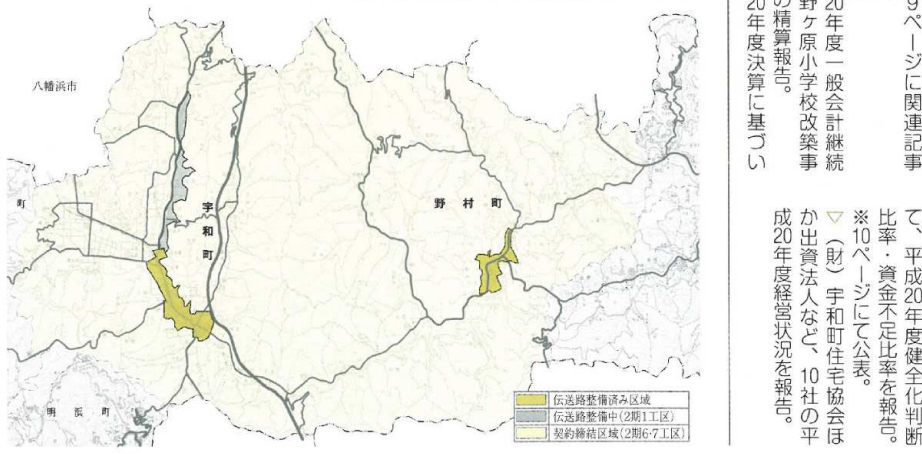 9ページに関連記事
20年度一般会計継続
野ヶ原小学校改築事
の精算報告。
20年度決算に基づい
て、平成20年度健全化判断
比率・資金不足比率を報告。
※10ページにて公表。
▽（財）宇和町住宅協会ほ
か出資法人など、10社の平
成20年度経営状況を報告。
八幡浜市
町
宇和町
野村町
明浜町
伝送路整備済み区域
伝送路整備中(2期1工区)
契約締結区域(2期6・7工区)